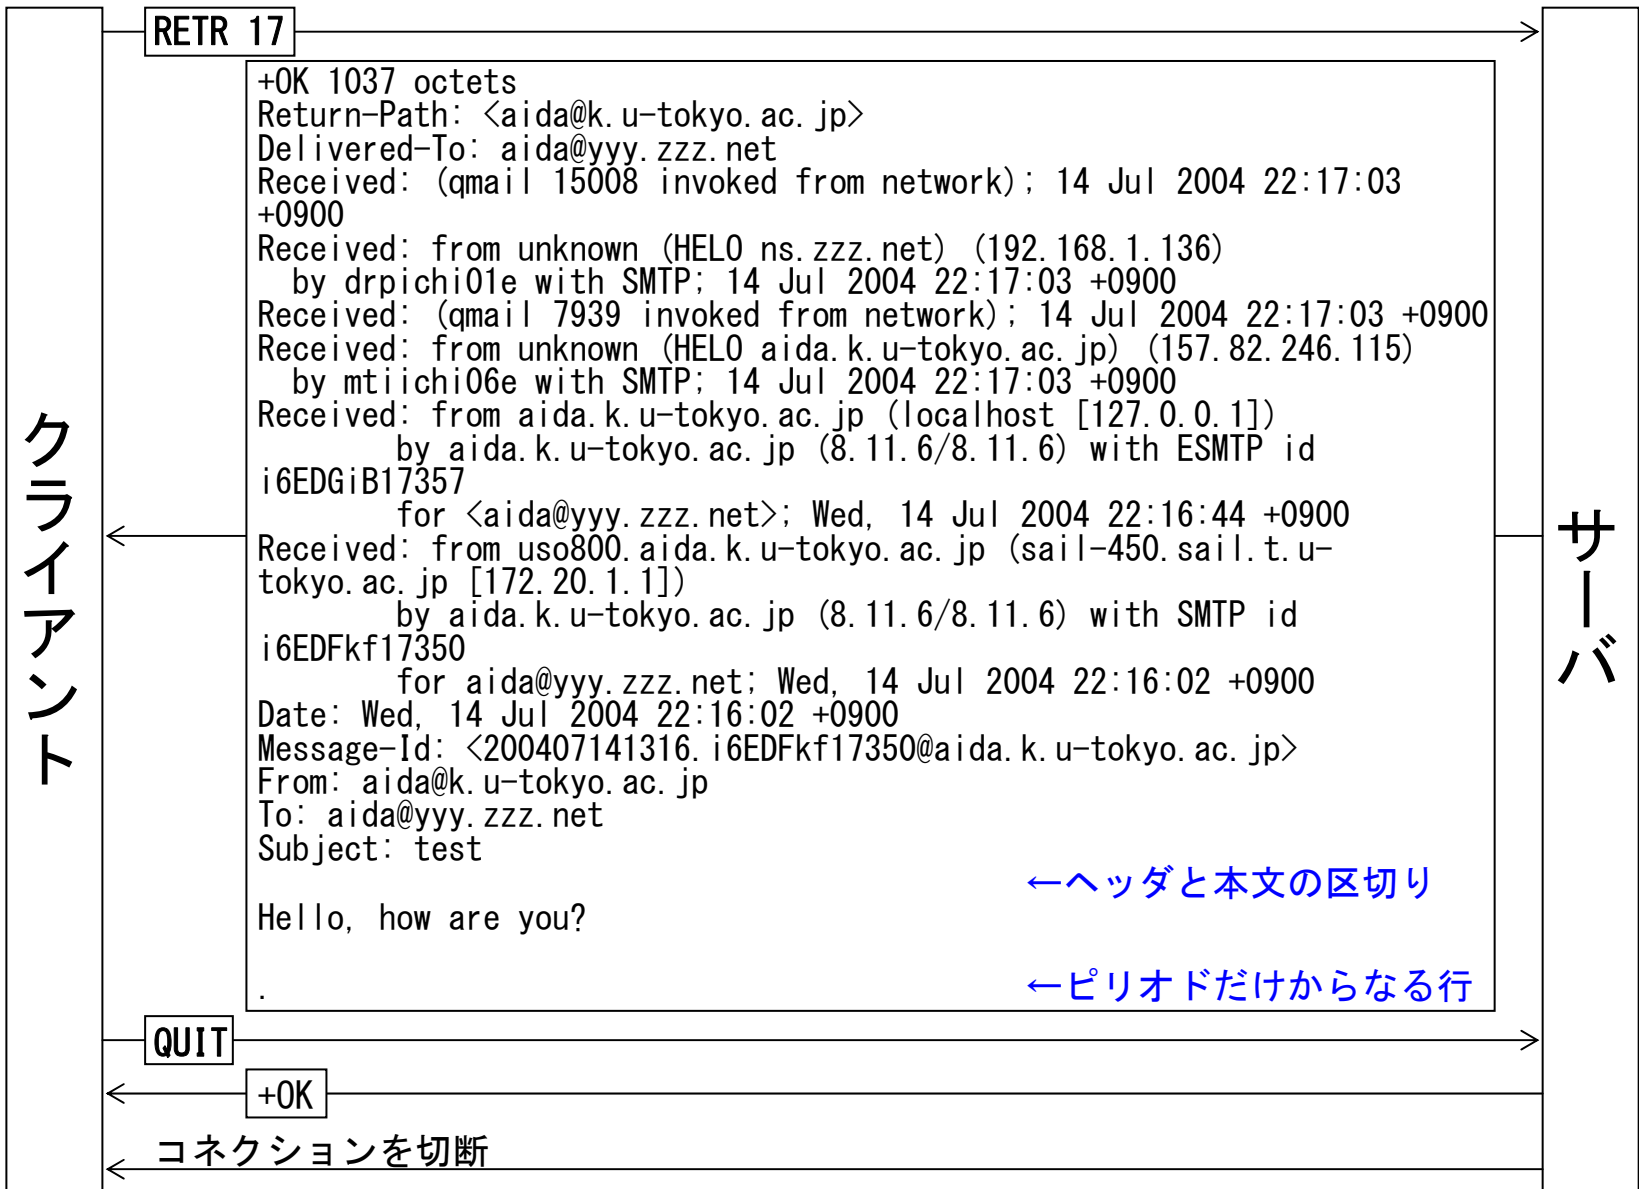 RETR 17
+OK 1037 octets
Return-Path: <aida@k.u-tokyo.ac.jp>
Delivered-To: aida@yyy.zzz.net
Received: (qmail 15008 invoked from network); 14 Jul 2004 22:17:03
+0900
Received: from unknown (HELO ns.zzz.net) (192.168.1.136)
  by drpichi01e with SMTP; 14 Jul 2004 22:17:03 +0900
Received: (qmail 7939 invoked from network); 14 Jul 2004 22:17:03 +0900
Received: from unknown (HELO aida.k.u-tokyo.ac.jp) (157.82.246.115)
  by mtiichi06e with SMTP; 14 Jul 2004 22:17:03 +0900
Received: from aida.k.u-tokyo.ac.jp (localhost [127.0.0.1])
        by aida.k.u-tokyo.ac.jp (8.11.6/8.11.6) with ESMTP id
i6EDGiB17357
        for <aida@yyy.zzz.net>; Wed, 14 Jul 2004 22:16:44 +0900
Received: from uso800.aida.k.u-tokyo.ac.jp (sail-450.sail.t.u-
tokyo.ac.jp [172.20.1.1])
        by aida.k.u-tokyo.ac.jp (8.11.6/8.11.6) with SMTP id
i6EDFkf17350
        for aida@yyy.zzz.net; Wed, 14 Jul 2004 22:16:02 +0900
Date: Wed, 14 Jul 2004 22:16:02 +0900
Message-Id: <200407141316.i6EDFkf17350@aida.k.u-tokyo.ac.jp>
From: aida@k.u-tokyo.ac.jp
To: aida@yyy.zzz.net
Subject: test
←ヘッダと本文の区切り
Hello, how are you?
. ←ピリオドだけからなる行
QUIT
+OK
コネクションを切断
クライアント
サーバ